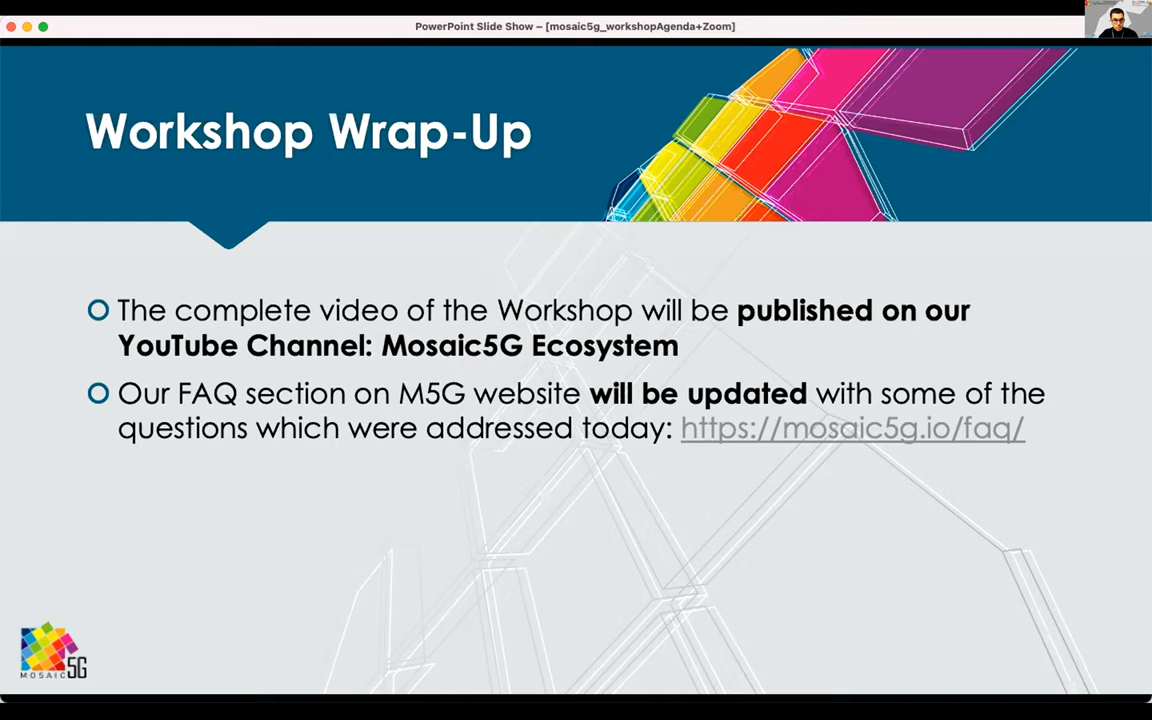 PowerPoint Slide Show – [mosaic5g_workshopAgenda+Zoom]
Workshop Wrap-Up
The complete video of the Workshop will be published on our
YouTube Channel: Mosaic5G Ecosystem
Our FAQ section on M5G website will be updated with some of the
questions which were addressed today: https://mosaic5g.io/faq/
MOSAIC5G